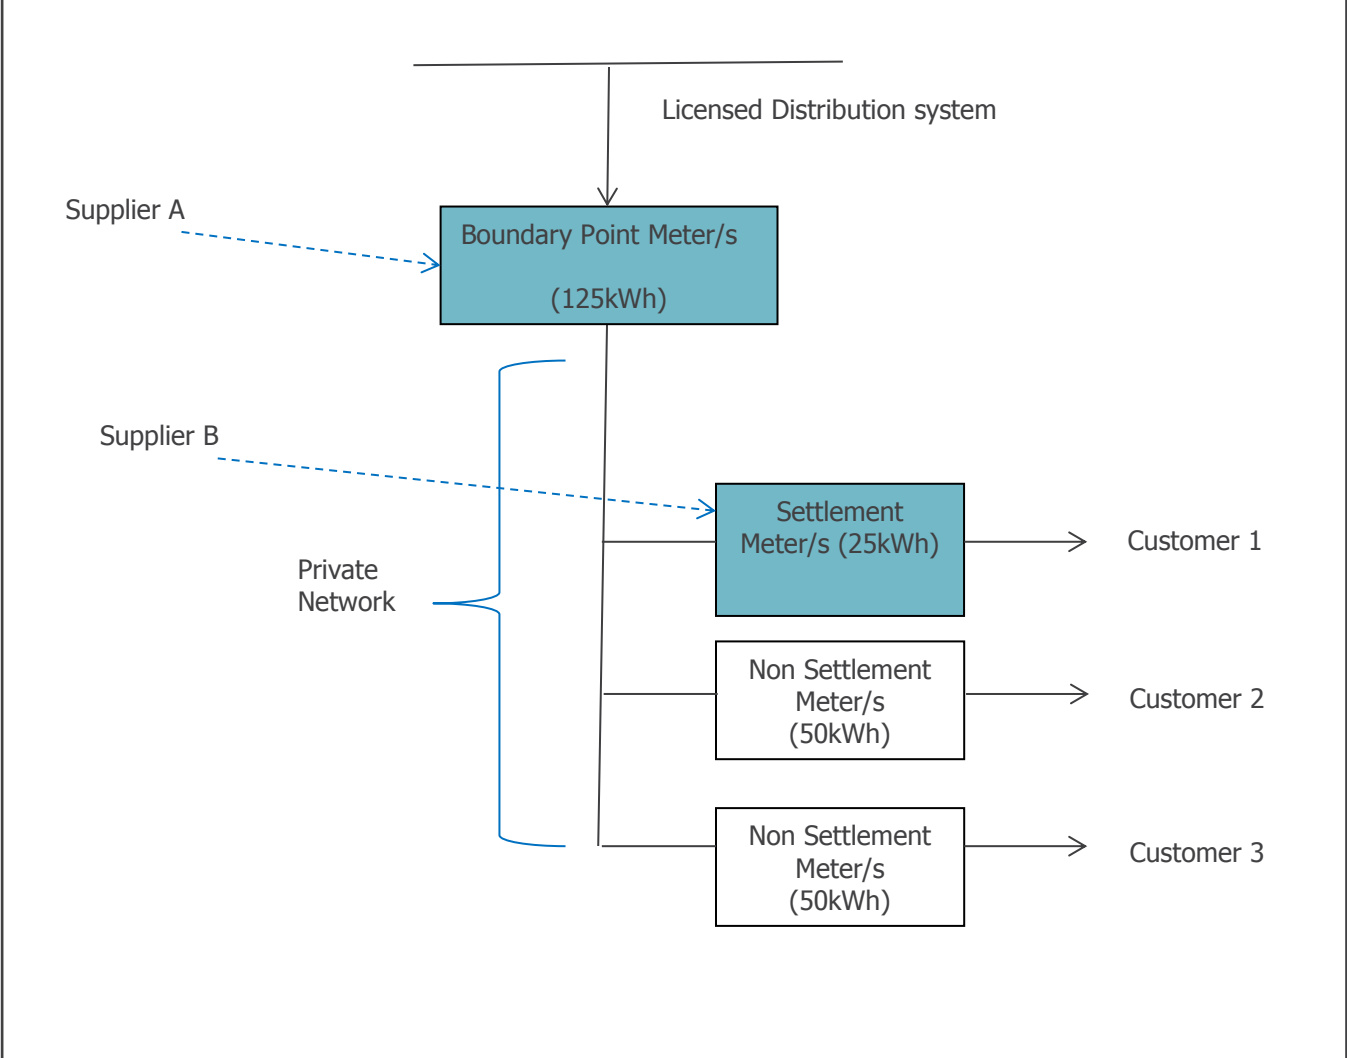 Licensed Distribution system
Supplier A
Boundary Point Meter/s
(125kWh)
Supplier B
Settlement
Meter/s (25kWh)
Customer 1
Private
Network
Non Settlement
Meter/s
(50kWh)
Customer 2
Non Settlement
Meter/s
(50kWh)
Customer 3